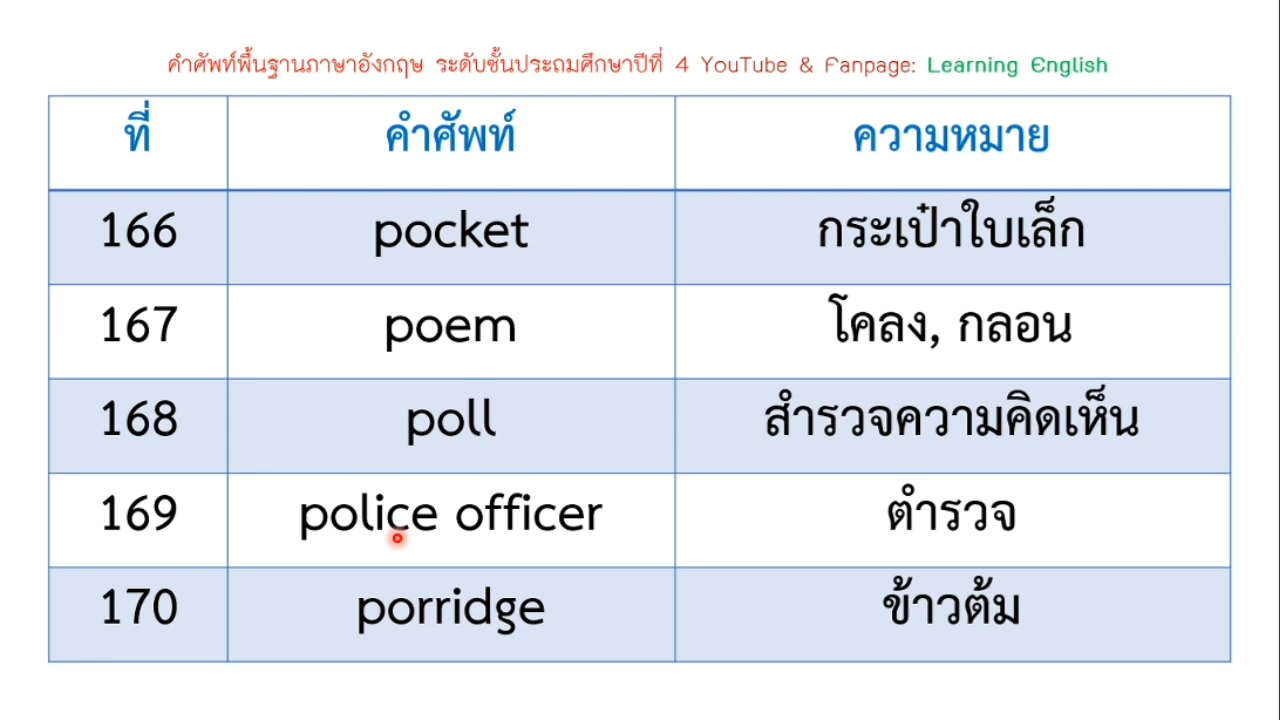 คำศัพท์พื้นฐานภาษาอังกฤษ ระดับชั้นประถมศึกษาปีที่ 4 YouTube & Fanpage: Learning English
ที่ คำศัพท์ ความหมาย
166 pocket กระเป๋าใบเล็ก
167 poem โคลง, กลอน
168 poll สำรวจความคิดเห็น
169 police officer ตำรวจ
170 porridge ข้าวต้ม